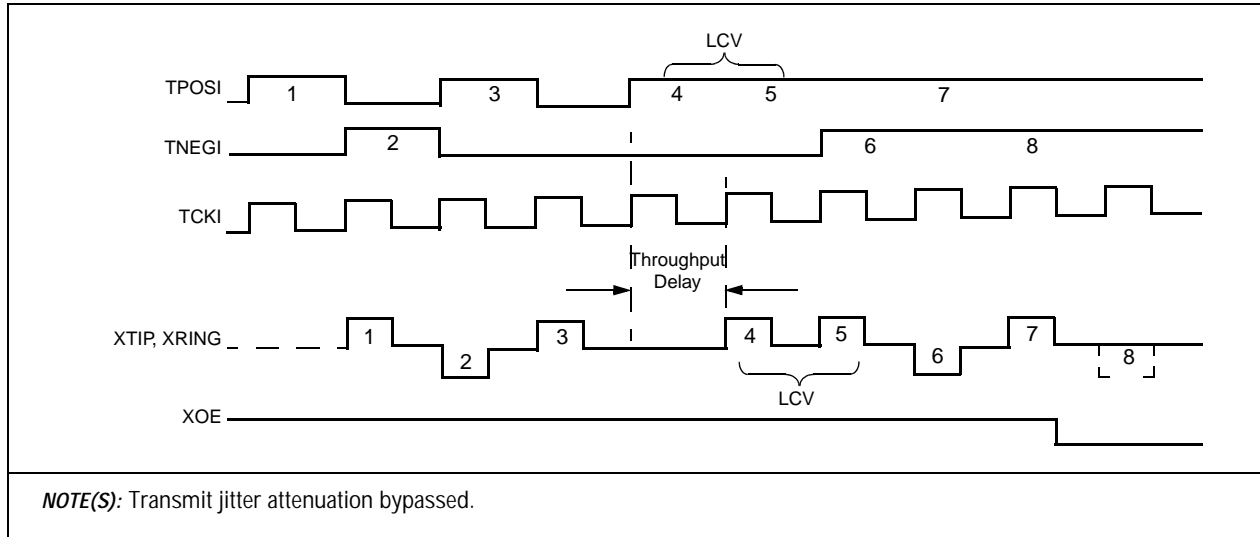 LCV
TPOSI 1 3 4 5 7
TNEGI 2 6 8
TCKI
Throughput
Delay
XTIP, XRING 1 2 3 4 5 6 7 8
LCV
XOE
NOTE(S): Transmit jitter attenuation bypassed.